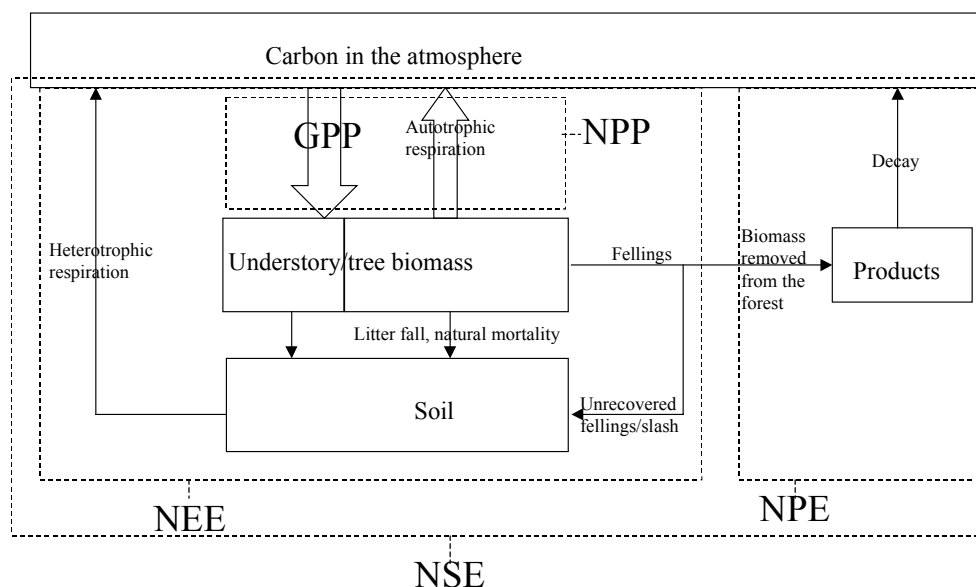 Carbon in the atmosphere
GPP
Autotrophic
respiration
NPP
Decay
Heterotrophic
respiration
Understory/tree biomass
Fellings
Biomass
removed
from the
forest
Products
Litter fall, natural mortality
Soil
Unrecovered
fellings/slash
NEE
NPE
NSE